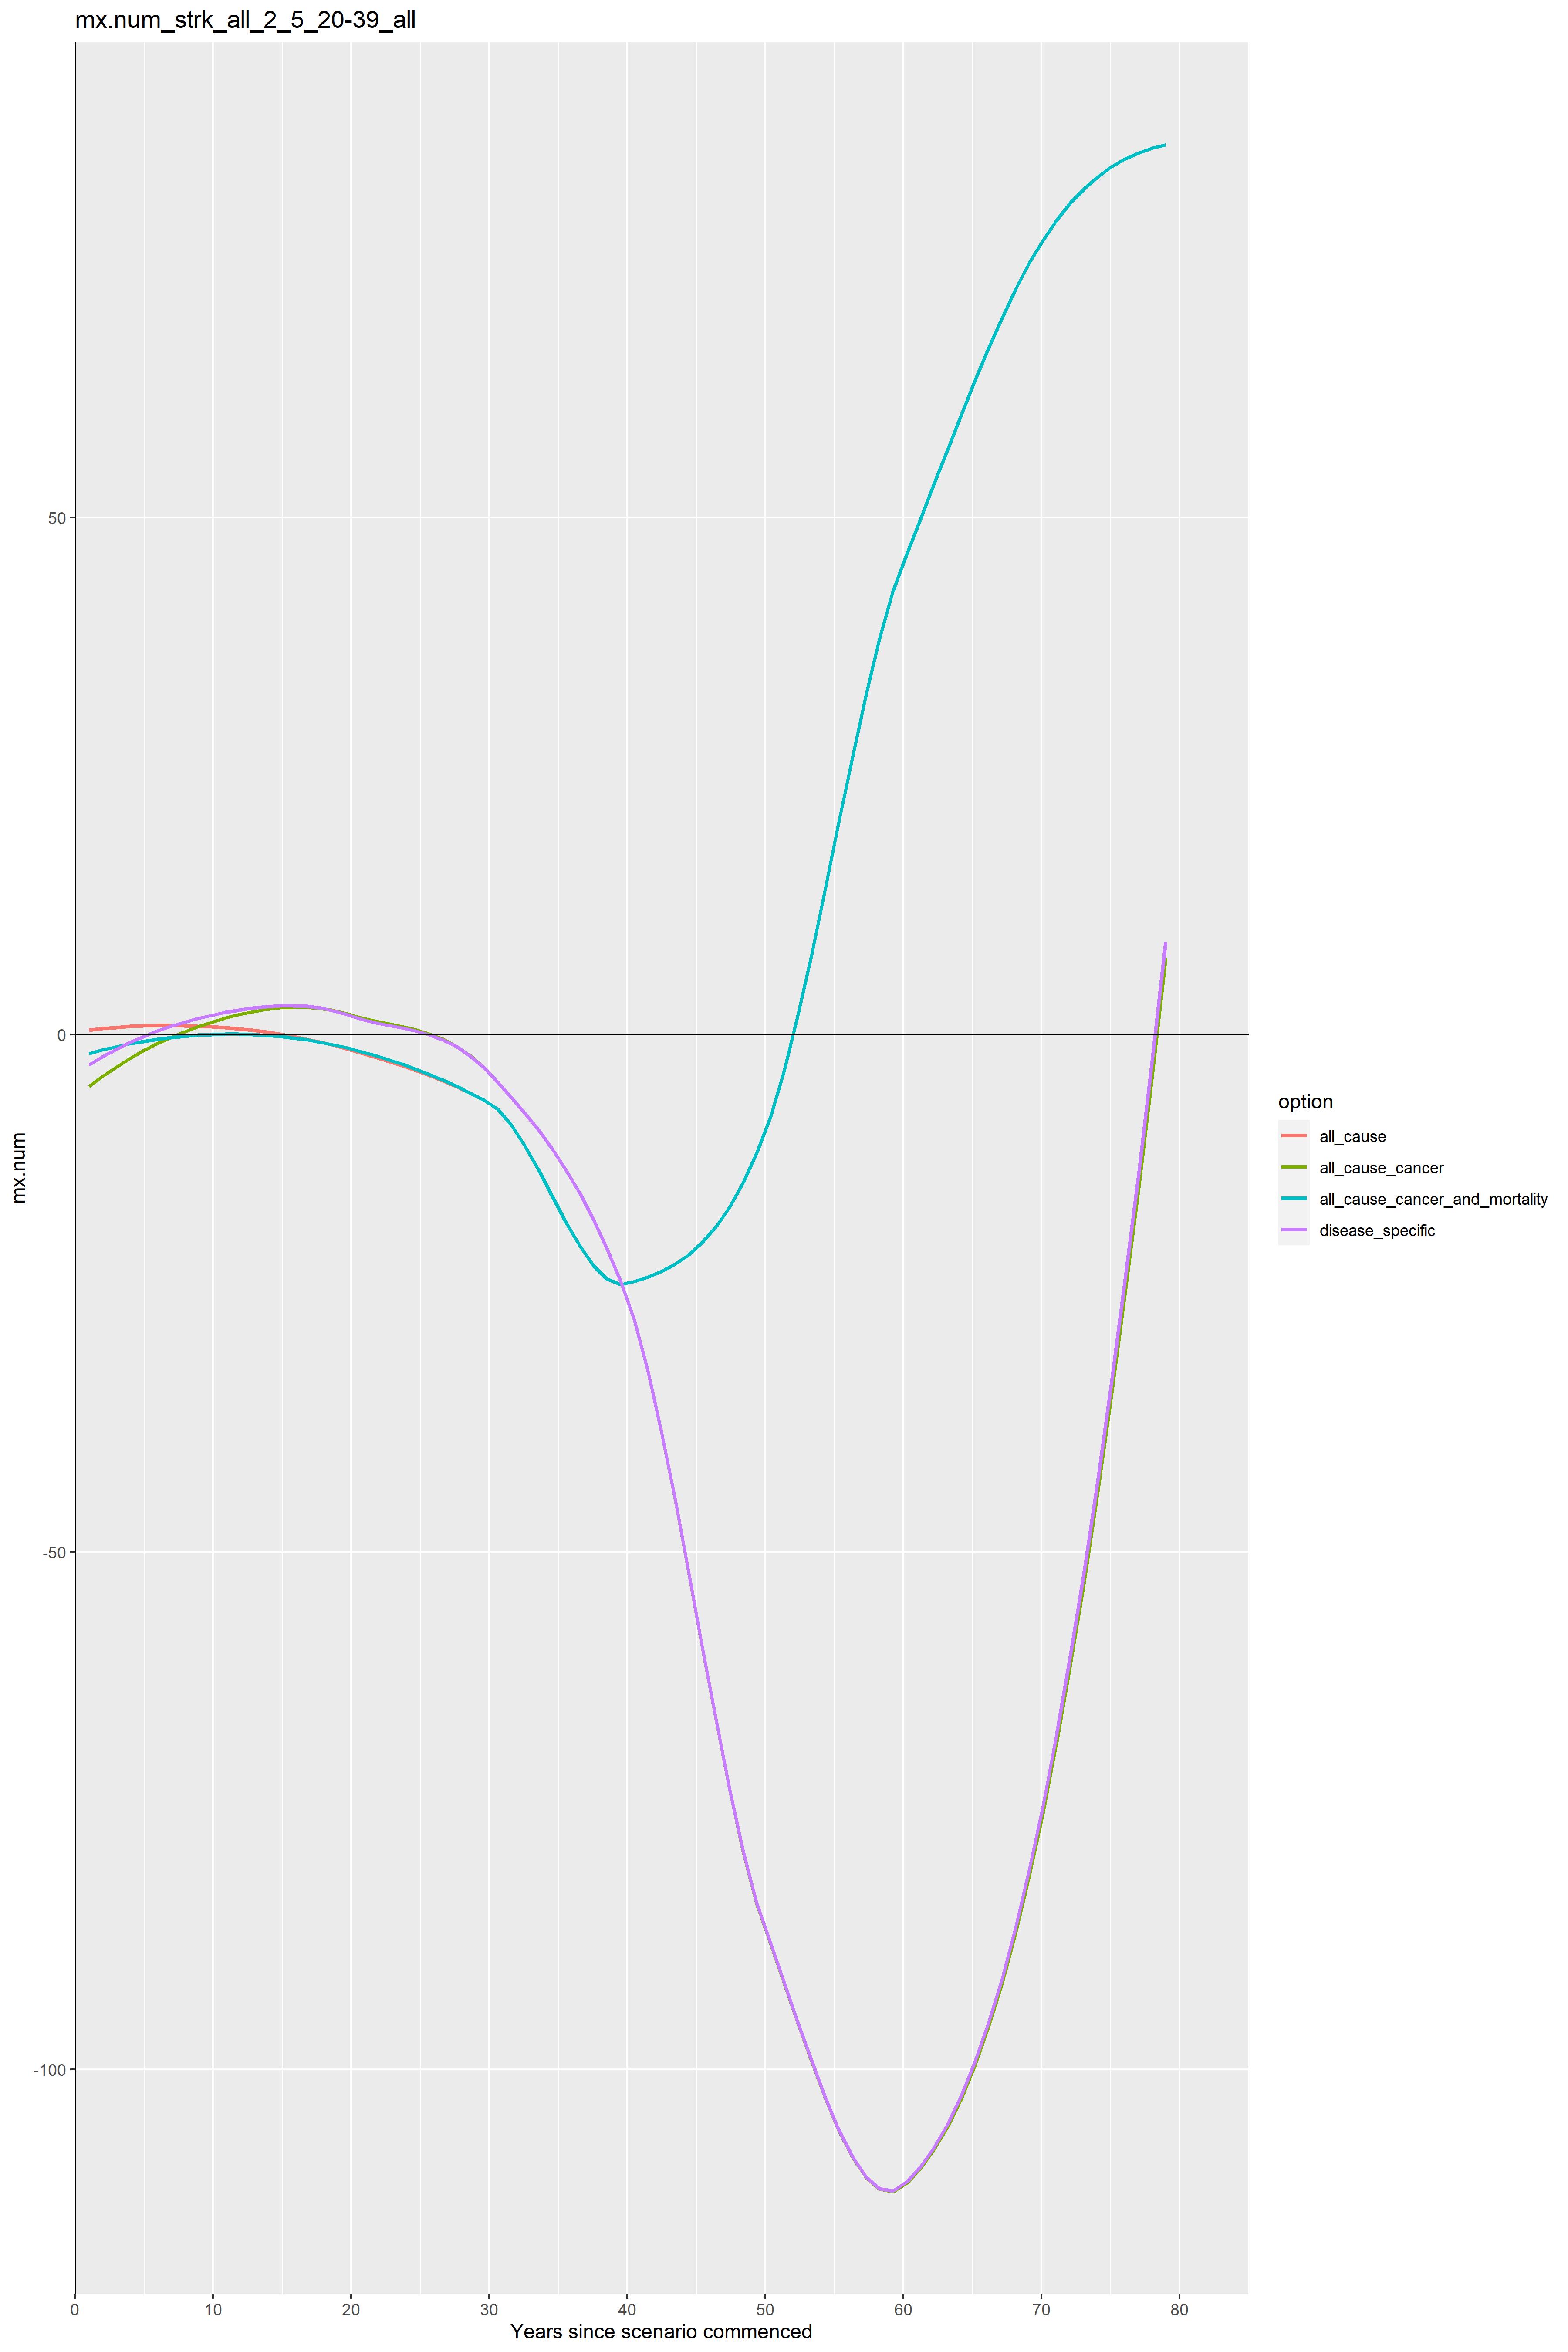 mx.num_strk_all_2_5_20-39_all
50
0
-50
-100
mx.num
0 10 20 30 40 50 60 70 80
Years since scenario commenced
option
all_cause
all_cause_cancer
all_cause_cancer_and_mortality
disease_specific